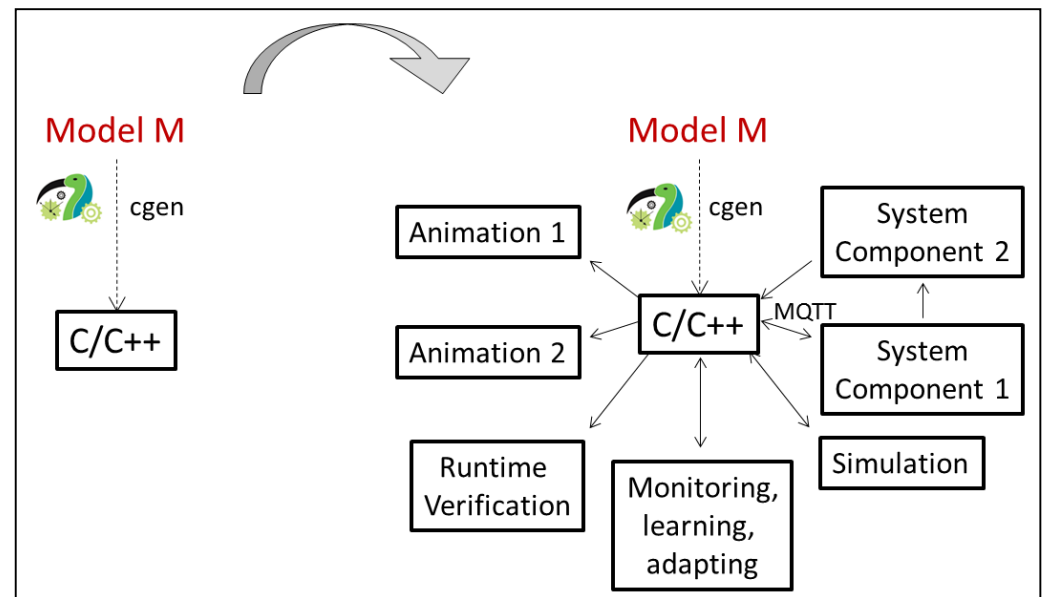 Model M
cgen
C/C++
Model M
cgen
Animation 1
System
Component 2
C/C++
MQTT
Animation 2
System
Component 1
Runtime
Verification
Monitoring,
learning,
adapting
Simulation